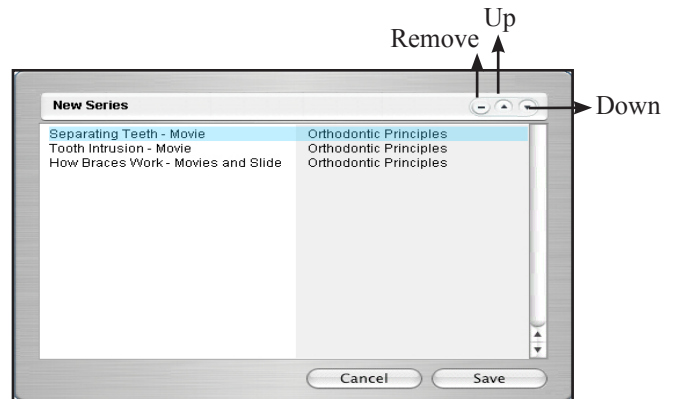 Up
Remove
Down
New Series
Separating Teeth - Movie Orthodontic Principles
Tooth Intrusion - Movie Orthodontic Principles
How Braces Work - Movies and Slide Orthodontic Principles
Cancel Save